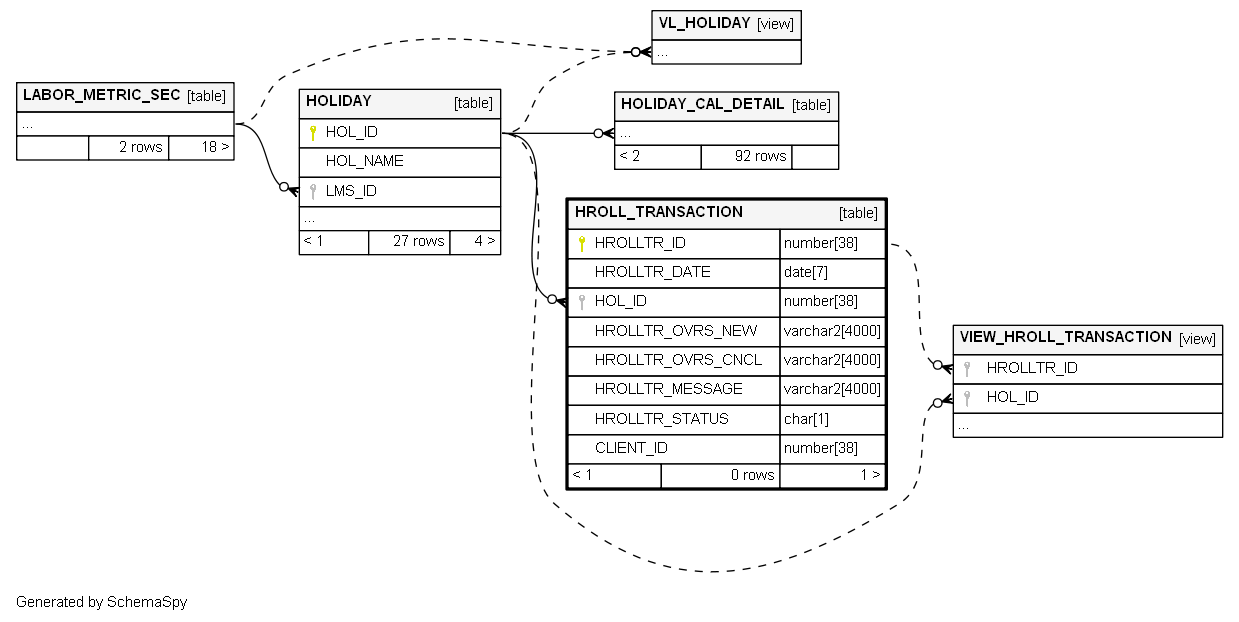 VL_HOLIDAY [view]
...
LABOR_METRIC_SEC [table]
...
2 rows 18 >
HOLIDAY [table]
HOL_ID
HOL_NAME
LMS_ID
...
< 1 27 rows 4 >
HOLIDAY_CAL_DETAIL [table]
...
< 2 92 rows
HROLL_TRANSACTION [table]
HROLLTR_ID number[38]
HROLLTR_DATE date[7]
HOL_ID number[38]
HROLLTR_OVRS_NEW varchar2[4000]
HROLLTR_OVRS_CNCL varchar2[4000]
HROLLTR_MESSAGE varchar2[4000]
HROLLTR_STATUS char[1]
CLIENT_ID number[38]
< 1 0 rows 1 >
VIEW_HROLL_TRANSACTION [view]
HROLLTR_ID
HOL_ID
...
Generated by SchemaSpy